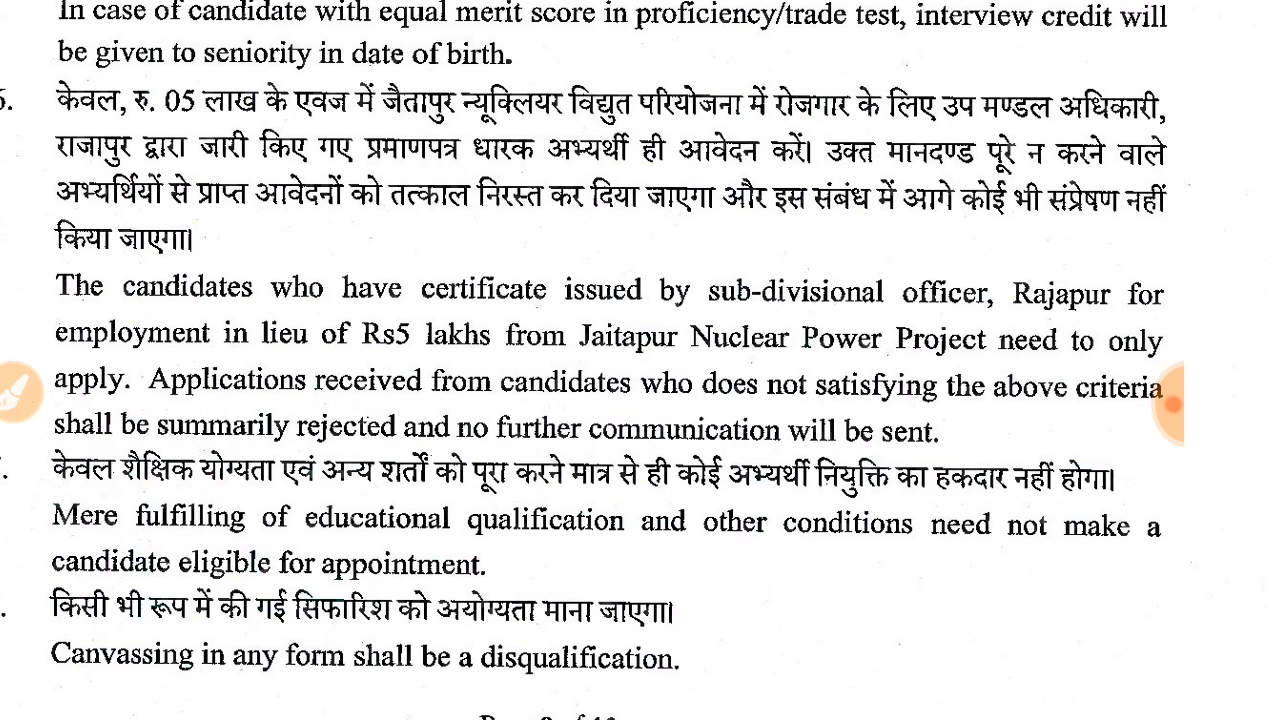 In case of candidate with equal merit score in proficiency/trade test, interview credit will
be given to seniority in date of birth.
केवल, रु. 05 लाख के एवज में जैतापुर न्यूक्लियर विद्युत परियोजना में रोजगार के लिए उप मण्डल अधिकारी,
राजापुर द्वारा जारी किए गए प्रमाणपत्र धारक अभ्यर्थी ही आवेदन करें। उक्त मानदण्ड पूरे न करने वाले
अभ्यर्थियों से प्राप्त आवेदनों को तत्काल निरस्त कर दिया जाएगा और इस संबंध में आगे कोई भी संप्रेषण नहीं
किया जाएगा।
The candidates who have certificate issued by sub-divisional officer, Rajapur for
employment in lieu of Rs5 lakhs from Jaitapur Nuclear Power Project need to only
apply. Applications received from candidates who does not satisfying the above criteria
shall be summarily rejected and no further communication will be sent.
केवल शैक्षिक योग्यता एवं अन्य शर्तों को पूरा करने मात्र से ही कोई अभ्यर्थी नियुक्ति का हकदार नहीं होगा।
Mere fulfilling of educational qualification and other conditions need not make a
candidate eligible for appointment.
किसी भी रूप में की गई सिफारिश को अयोग्यता माना जाएगा।
Canvassing in any form shall be a disqualification.